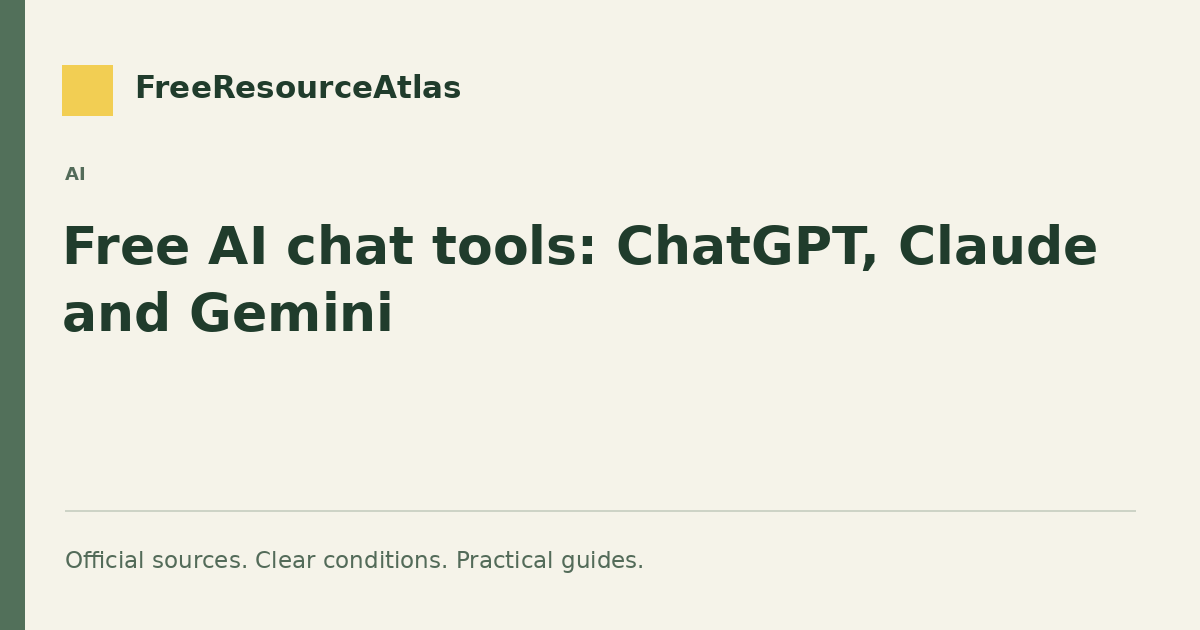 FreeResourceAtlas
AI
Free AI chat tools: ChatGPT, Claude
and Gemini
Official sources. Clear conditions. Practical guides.